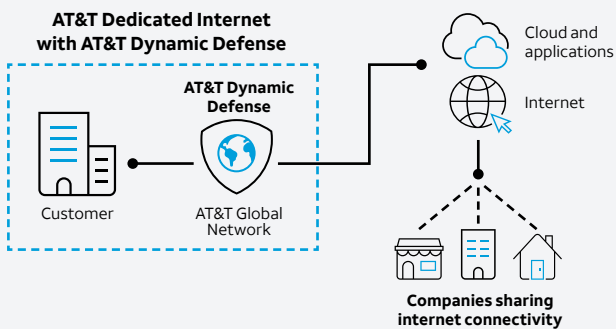 AT&T Dedicated Internet
with AT&T Dynamic Defense
AT&T Dynamic
Defense
Customer
AT&T Global
Network
Cloud and
applications
Internet
Companies sharing
internet connectivity